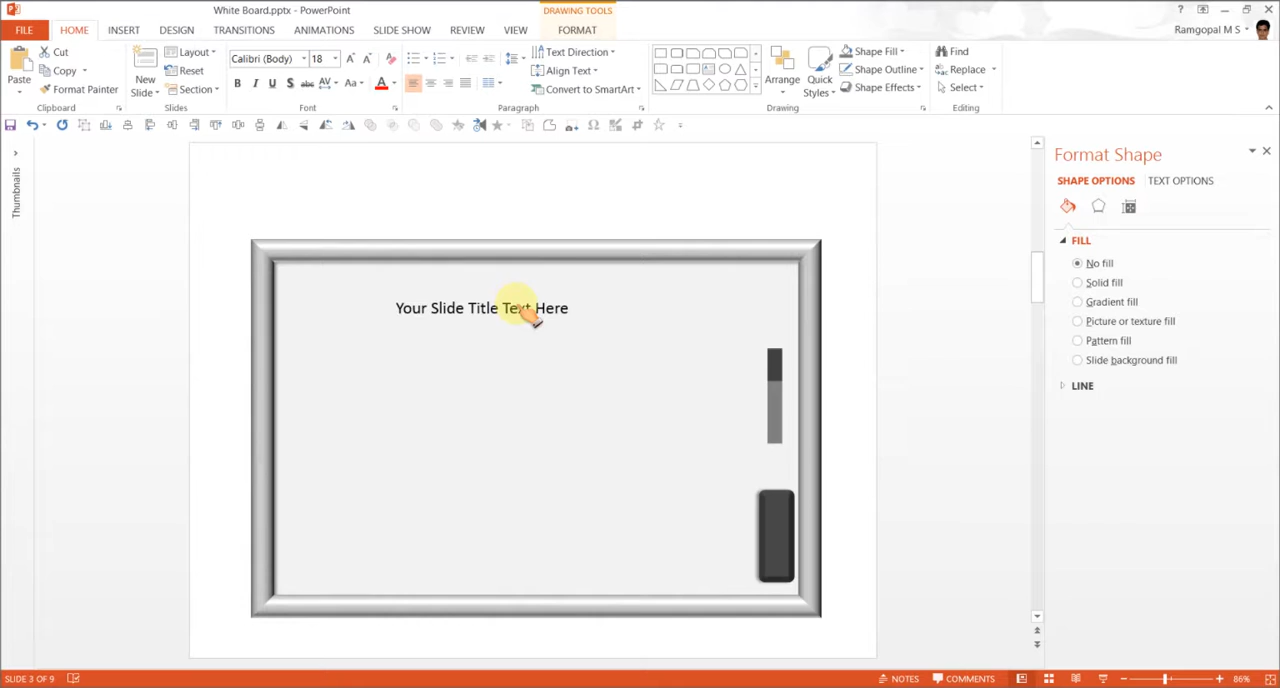 White Board.pptx - PowerPoint
DRAWING TOOLS
?
FILE
HOME
INSERT
DESIGN
TRANSITIONS
ANIMATIONS
SLIDE SHOW
REVIEW
VIEW
FORMAT
Ramgopal M S
Paste
Cut
Copy
Format Painter
Clipboard
New
Slide
Layout
Reset
Section
Slides
Calibri (Body)
18
B I U S abc AV Aa A
Font
Text Direction
Align Text
Convert to SmartArt
Paragraph
Arrange
Quick
Styles
Shape Fill
Shape Outline
Shape Effects
Drawing
Find
Replace
Select
Editing
Thumbnails
Your Slide Title Text Here
Format Shape
SHAPE OPTIONS
TEXT OPTIONS
FILL
No fill
Solid fill
Gradient fill
Picture or texture fill
Pattern fill
Slide background fill
LINE
SLIDE 3 OF 9
NOTES
COMMENTS
86%